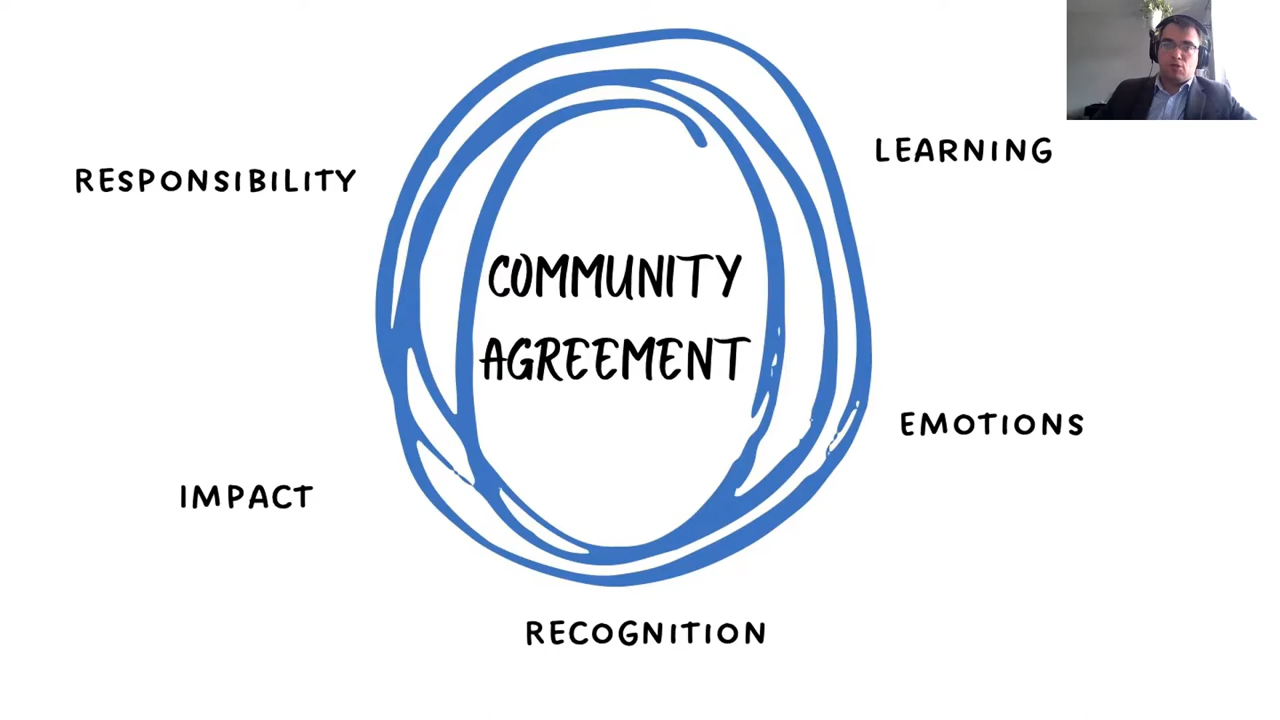 LEARNING
RESPONSIBILITY
COMMUNITY
AGREEMENT
EMOTIONS
IMPACT
RECOGNITION